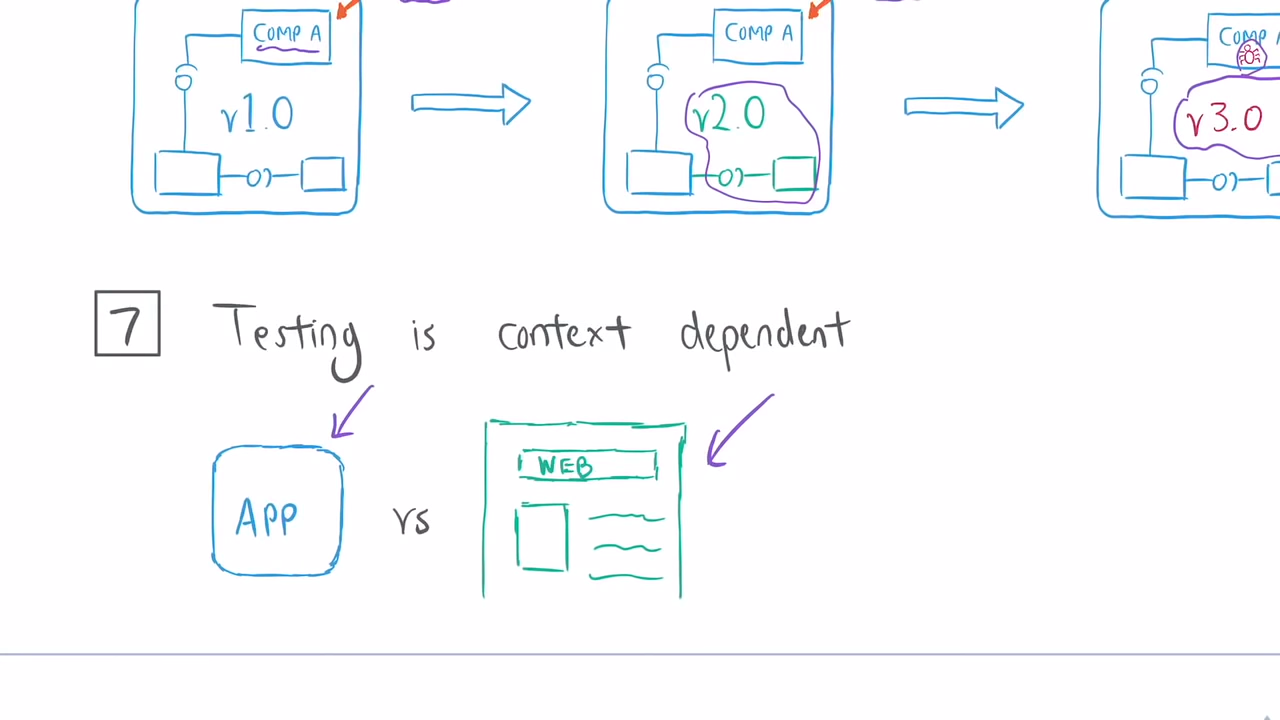 COMP A
COMP A
COMP A
v1.0
v2.0
v3.0
7 Testing is context dependent
WEB
APP vs